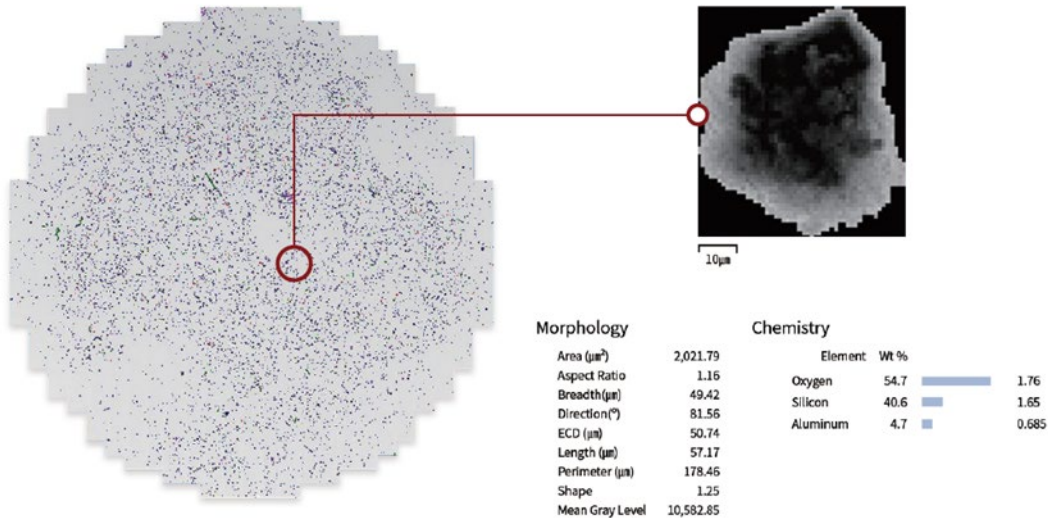 10μm
Morphology
Area (μm²) 2,021.79
Aspect Ratio 1.16
Breadth(μm) 49.42
Direction(º) 81.56
ECD (μm) 50.74
Length (μm) 57.17
Perimeter (μm) 178.46
Shape 1.25
Mean Gray Level 10,582.85
Chemistry
Element Wt %
Oxygen 54.7 1.76
Silicon 40.6 1.65
Aluminum 4.7 0.685